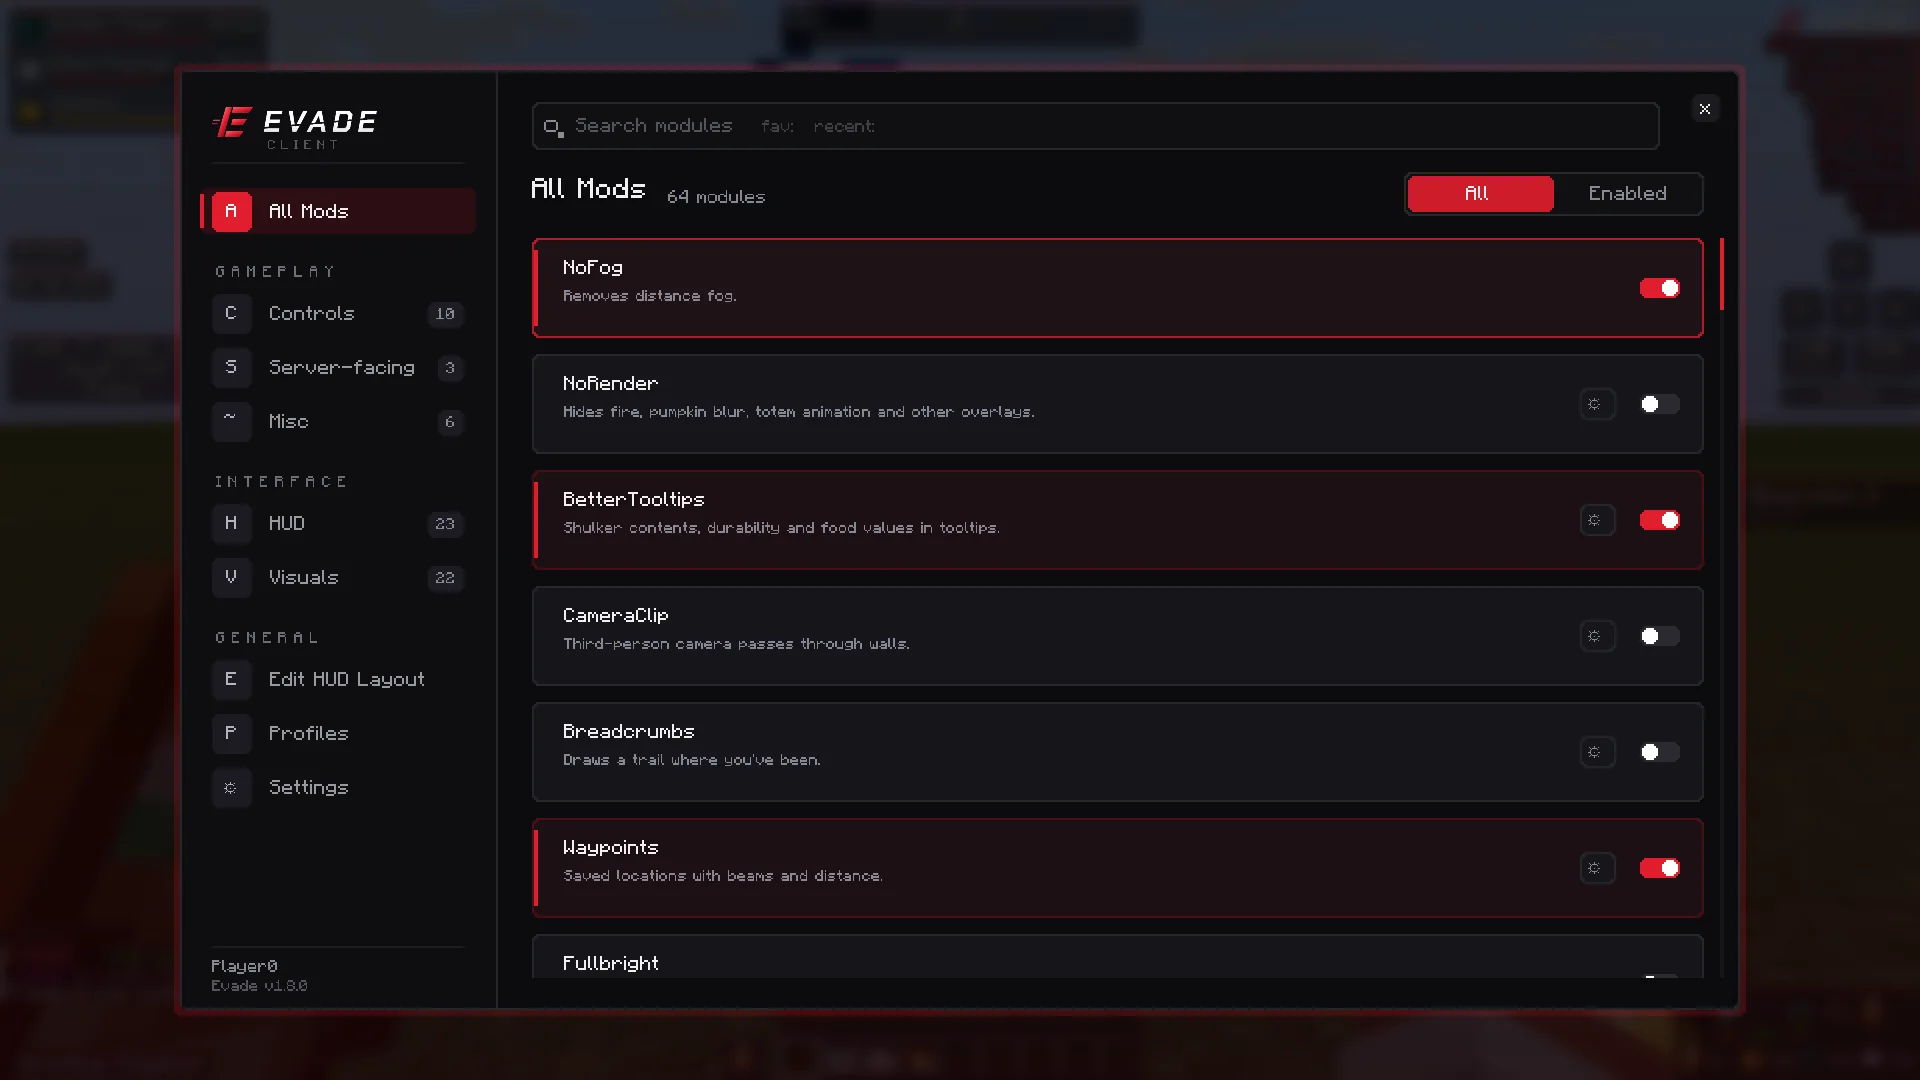 EVADE
CLIENT
A All Mods
GAMEPLAY
C Controls 10
S Server-facing 3
~ Misc 6
INTERFACE
H HUD 23
V Visuals 22
GENERAL
E Edit HUD Layout
P Profiles
Settings
Player0
Evade v1.8.0
Search modules fav: recent:
All Mods 64 modules
All Enabled
NoFog
Removes distance fog.
NoRender
Hides fire, pumpkin blur, totem animation and other overlays.
BetterTooltips
Shulker contents, durability and food values in tooltips.
CameraClip
Third-person camera passes through walls.
Breadcrumbs
Draws a trail where you've been.
Waypoints
Saved locations with beams and distance.
Fullbright